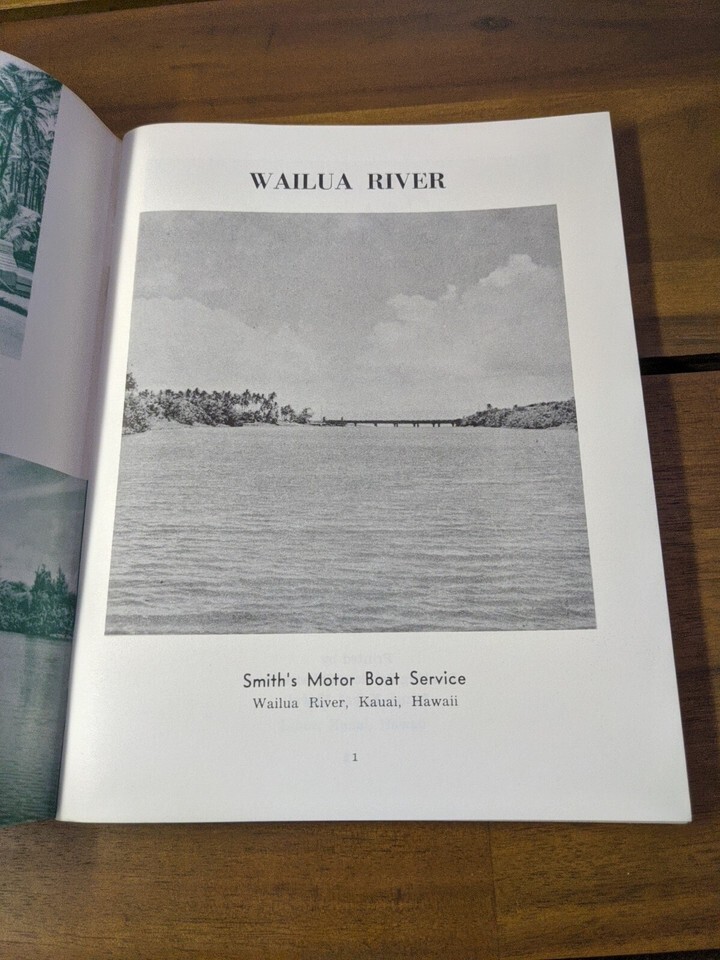 WAILUA RIVER
Smith's Motor Boat Service
Wailua River, Kauai, Hawaii
1